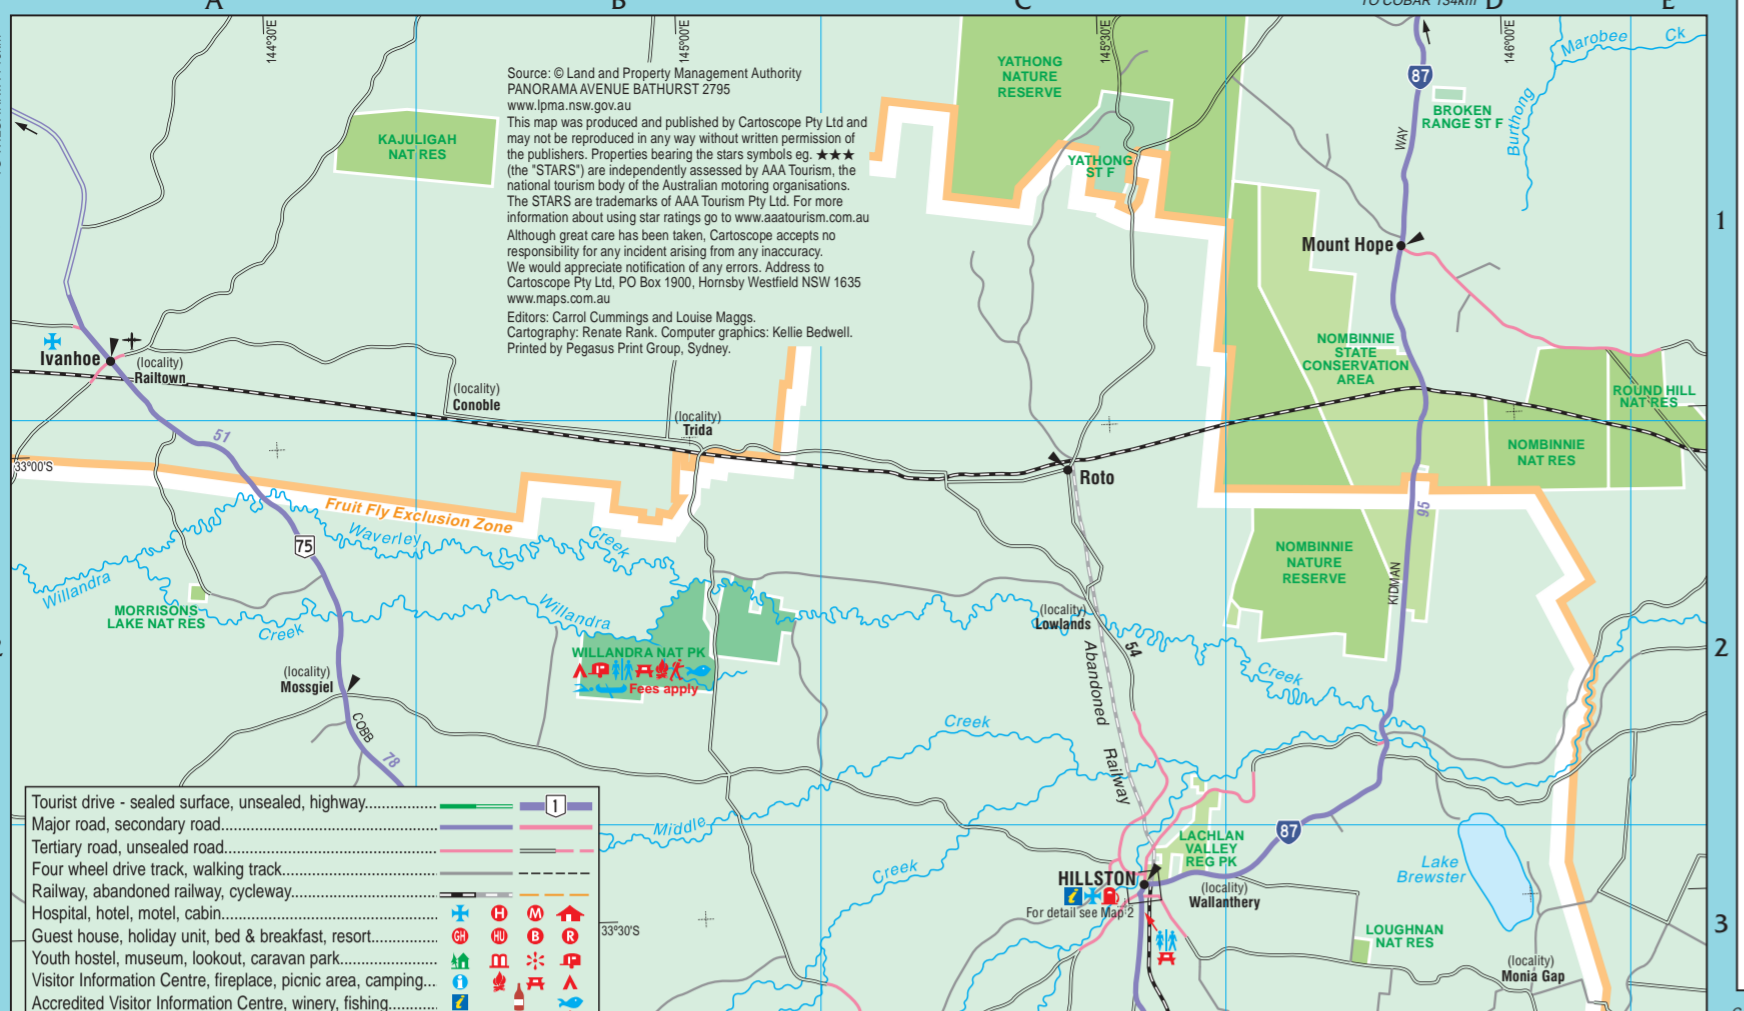 A
B
C
TO COBAR 134km
D
E
144°30'E
145°00'E
145°30'E
146°00'E
Source: © Land and Property Management Authority
PANORAMA AVENUE BATHURST 2795
www.lpma.nsw.gov.au
This map was produced and published by Cartoscope Pty Ltd and
may not be reproduced in any way without written permission of
the publishers. Properties bearing the stars symbols eg. ★★★
(the "STARS") are independently assessed by AAA Tourism, the
national tourism body of the Australian motoring organisations.
The STARS are trademarks of AAA Tourism Pty Ltd. For more
information about using star ratings go to www.aaatourism.com.au
Although great care has been taken, Cartoscope accepts no
responsibility for any incident arising from any inaccuracy.
We would appreciate notification of any errors. Address to
Cartoscope Pty Ltd, PO Box 1900, Hornsby Westfield NSW 1635
www.maps.com.au
Editors: Carrol Cummings and Louise Maggs.
Cartography: Renate Rank. Computer graphics: Kellie Bedwell.
Printed by Pegasus Print Group, Sydney.
YATHONG
NATURE
RESERVE
YATHONG
ST F
KAJULIGAH
NAT RES
87
BROKEN
RANGE ST F
Marobee Ck
Burthong
WAY
1
Mount Hope
NOMBINNIE
STATE
CONSERVATION
AREA
ROUND HILL
NAT RES
NOMBINNIE
NAT RES
Ivanhoe
(locality)
Railtown
(locality)
Conoble
(locality)
Trida
33°00'S
51
Roto
Fruit Fly Exclusion Zone
Waverley
Creek
75
95
NOMBINNIE
NATURE
RESERVE
KIDMAN
Willandra
Creek
MORRISONS
LAKE NAT RES
Willandra
WILLANDRA NAT PK
Fees apply
(locality)
Lowlands
54
Abandoned
Railway
Creek
2
(locality)
Mossgiel
COBB
78
Creek
Middle
Creek
LACHLAN
VALLEY
REG PK
87
HILLSTON
For detail see Map 2
(locality)
Wallanthery
Lake
Brewster
LOUGHNAN
NAT RES
(locality)
Monia Gap
3
33°30'S
Tourist drive - sealed surface, unsealed, highway
1
Major road, secondary road
Tertiary road, unsealed road
Four wheel drive track, walking track
Railway, abandoned railway, cycleway
Hospital, hotel, motel, cabin
H
M
Guest house, holiday unit, bed & breakfast, resort
GH
HU
B
R
Youth hostel, museum, lookout, caravan park
Visitor Information Centre, fireplace, picnic area, camping
Accredited Visitor Information Centre, winery, fishing